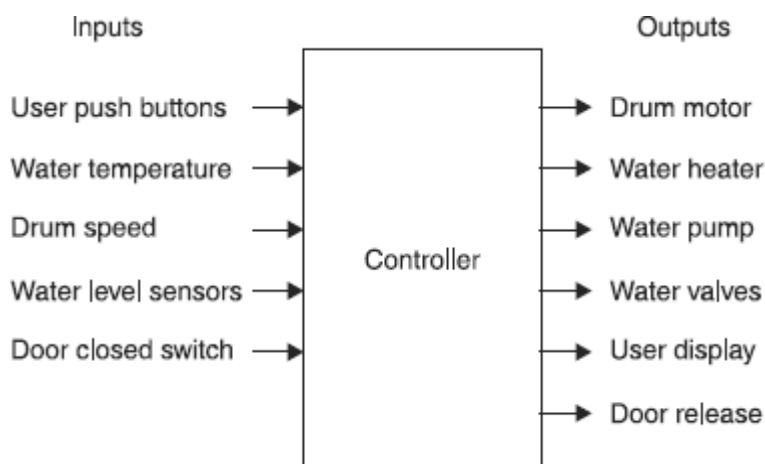 Inputs
Outputs
User push buttons
Drum motor
Water temperature
Water heater
Drum speed
Water pump
Controller
Water level sensors
Water valves
Door closed switch
User display
Door release